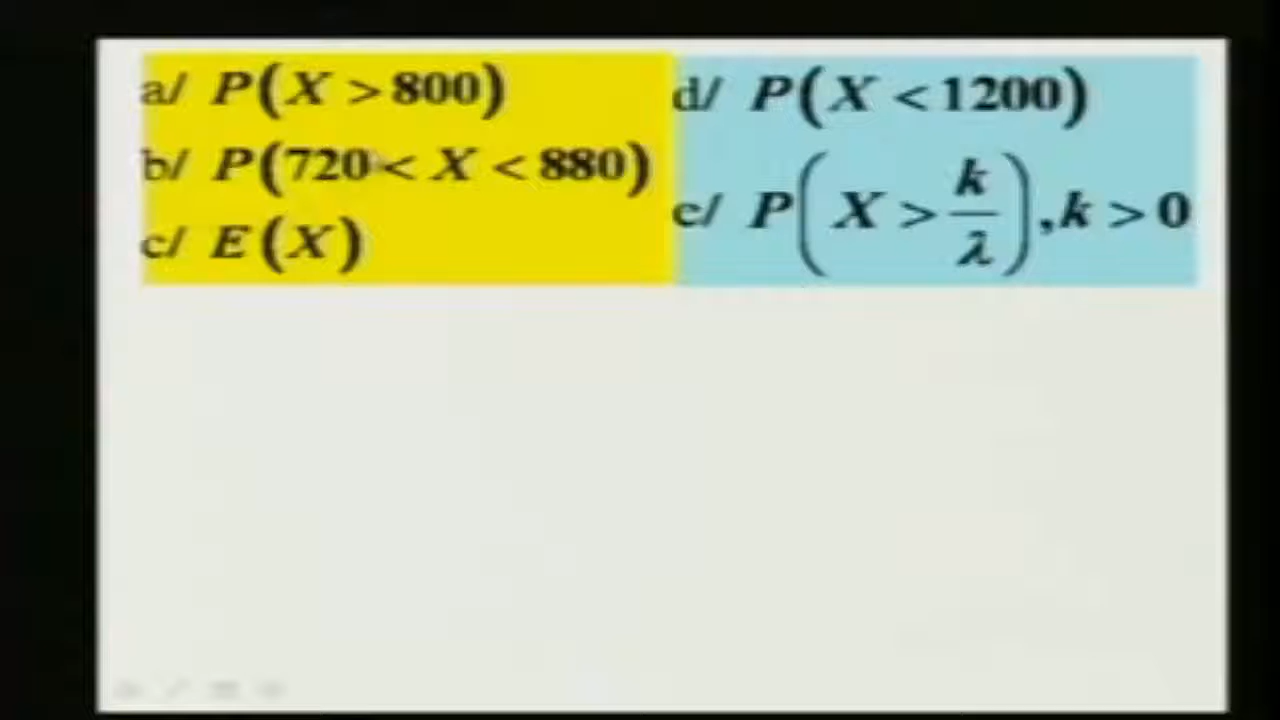 a/ P(X > 800)
b/ P(720 < X < 880)
c/ E(X)
d/ P(X < 1200)
e/ P(X > k/λ), k > 0